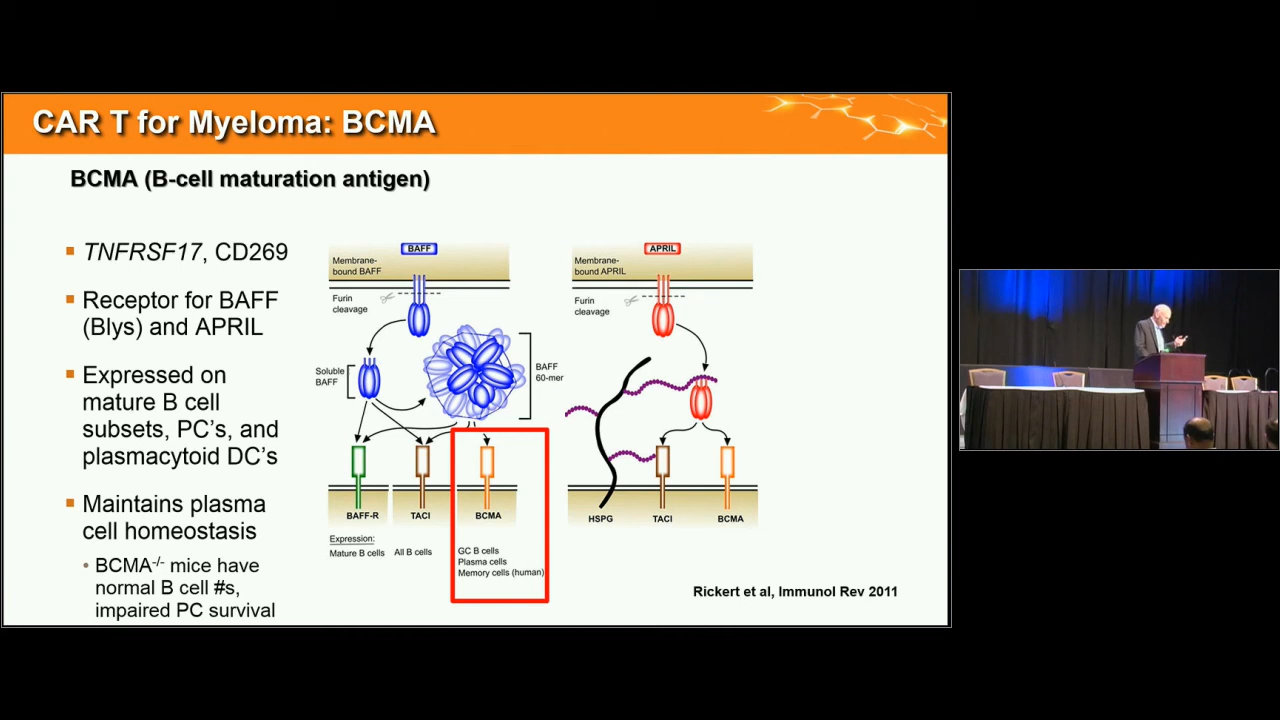 CAR T for Myeloma: BCMA
BCMA (B-cell maturation antigen)
TNFRSF17, CD269
Receptor for BAFF
(Blys) and APRIL
Expressed on
mature B cell
subsets, PC's, and
plasmacytoid DC's
Maintains plasma
cell homeostasis
BCMA-/- mice have
normal B cell #s,
impaired PC survival
BAFF
Membrane-
bound BAFF
Furin
cleavage
Soluble
BAFF
BAFF
60-mer
BAFF-R
TACI
BCMA
Expression:
Mature B cells
All B cells
GC B cells
Plasma cells
Memory cells (human)
APRIL
Membrane-
bound APRIL
Furin
cleavage
HSPG
TACI
BCMA
Rickert et al, Immunol Rev 2011